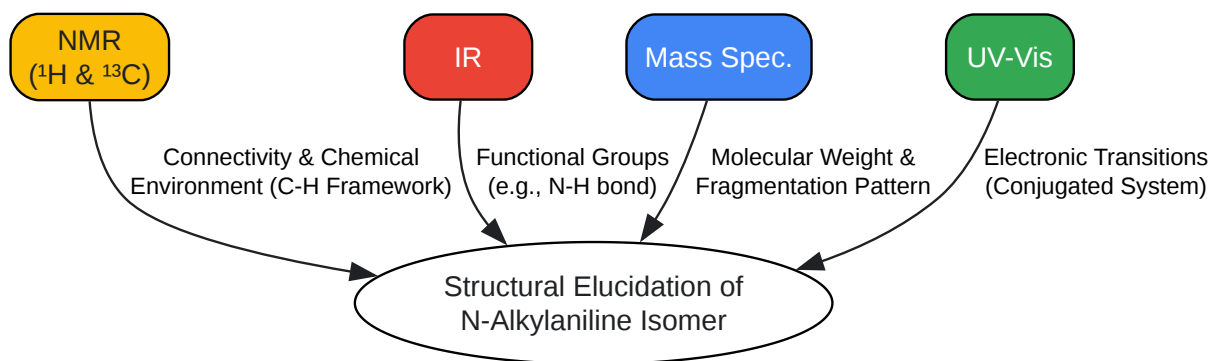 NMR
(¹H & ¹³C)
IR
Mass Spec.
UV-Vis
Connectivity & Chemical
Environment (C-H Framework)
Functional Groups
(e.g., N-H bond)
Molecular Weight &
Fragmentation Pattern
Electronic Transitions
(Conjugated System)
Structural Elucidation of
N-Alkylaniline Isomer